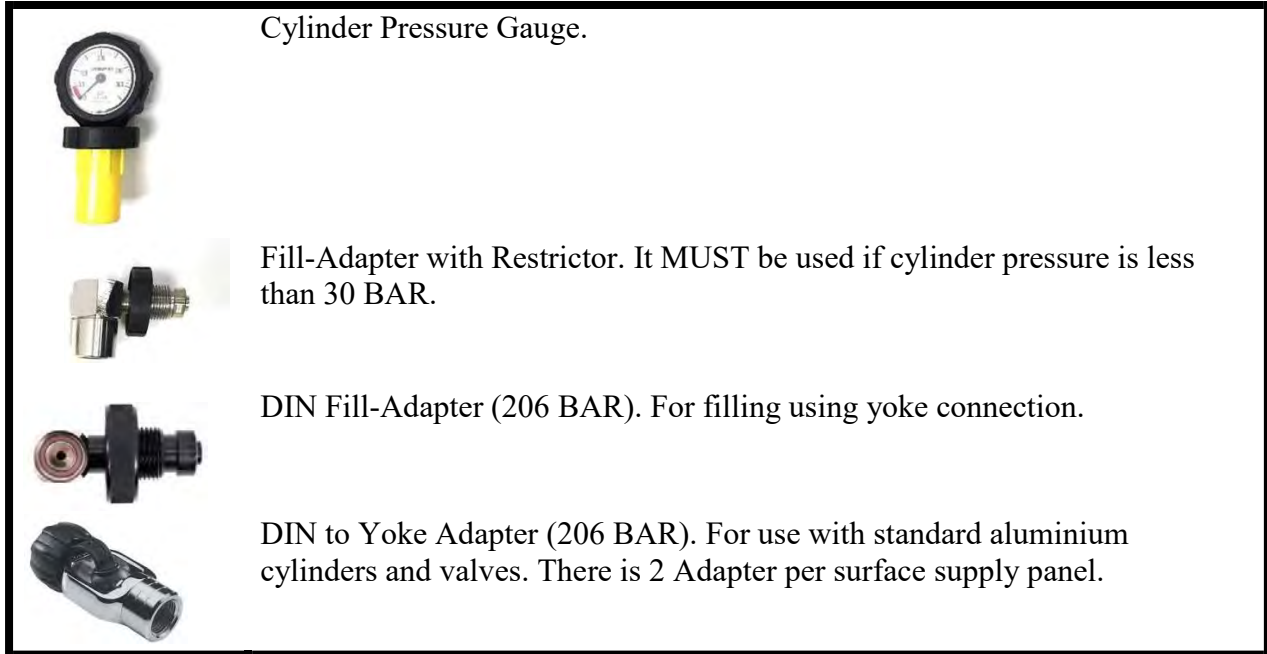 Cylinder Pressure Gauge.
Fill-Adapter with Restrictor. It MUST be used if cylinder pressure is less
than 30 BAR.
DIN Fill-Adapter (206 BAR). For filling using yoke connection.
DIN to Yoke Adapter (206 BAR). For use with standard aluminium
cylinders and valves. There is 2 Adapter per surface supply panel.